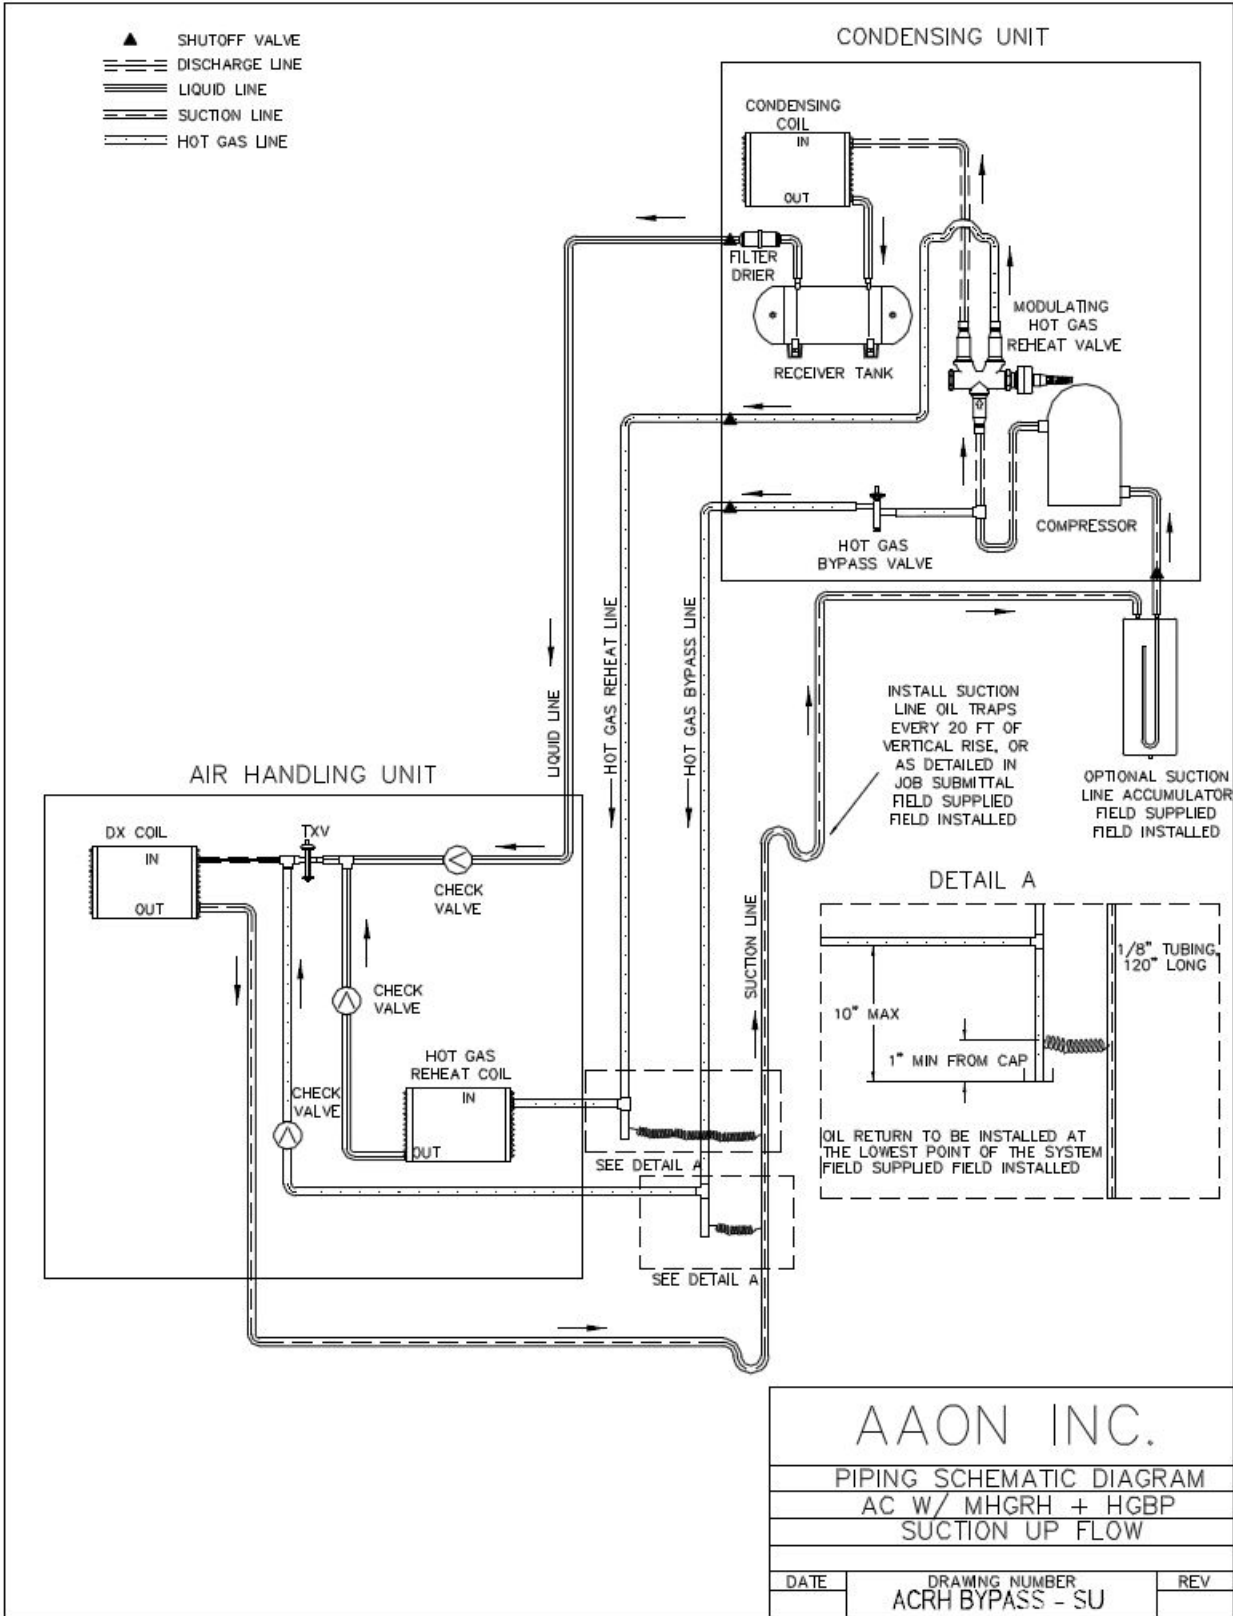 SHUTOFF VALVE
DISCHARGE LINE
LIQUID LINE
SUCTION LINE
HOT GAS LINE
CONDENSING UNIT
CONDENSING
COIL
IN
OUT
FILTER
DRIER
RECEIVER TANK
MODULATING
HOT GAS
REHEAT VALVE
COMPRESSOR
HOT GAS
BYPASS VALVE
LIQUID LINE
HOT GAS REHEAT LINE
HOT GAS BYPASS LINE
SUCTION LINE
INSTALL SUCTION
LINE OIL TRAPS
EVERY 20 FT OF
VERTICAL RISE, OR
AS DETAILED IN
JOB SUBMITTAL
FIELD SUPPLIED
FIELD INSTALLED
OPTIONAL SUCTION
LINE ACCUMULATOR
FIELD SUPPLIED
FIELD INSTALLED
AIR HANDLING UNIT
DX COIL
IN
OUT
TXV
CHECK
VALVE
CHECK
VALVE
CHECK
VALVE
HOT GAS
REHEAT COIL
IN
OUT
SEE DETAIL A
SEE DETAIL A
DETAIL A
1/8" TUBING,
120" LONG
10" MAX
1" MIN FROM CAP
OIL RETURN TO BE INSTALLED AT
THE LOWEST POINT OF THE SYSTEM
FIELD SUPPLIED FIELD INSTALLED
AAON INC.
PIPING SCHEMATIC DIAGRAM
AC W/ MHGRH + HGBP
SUCTION UP FLOW
DATE
DRAWING NUMBER
REV
ACRH BYPASS - SU